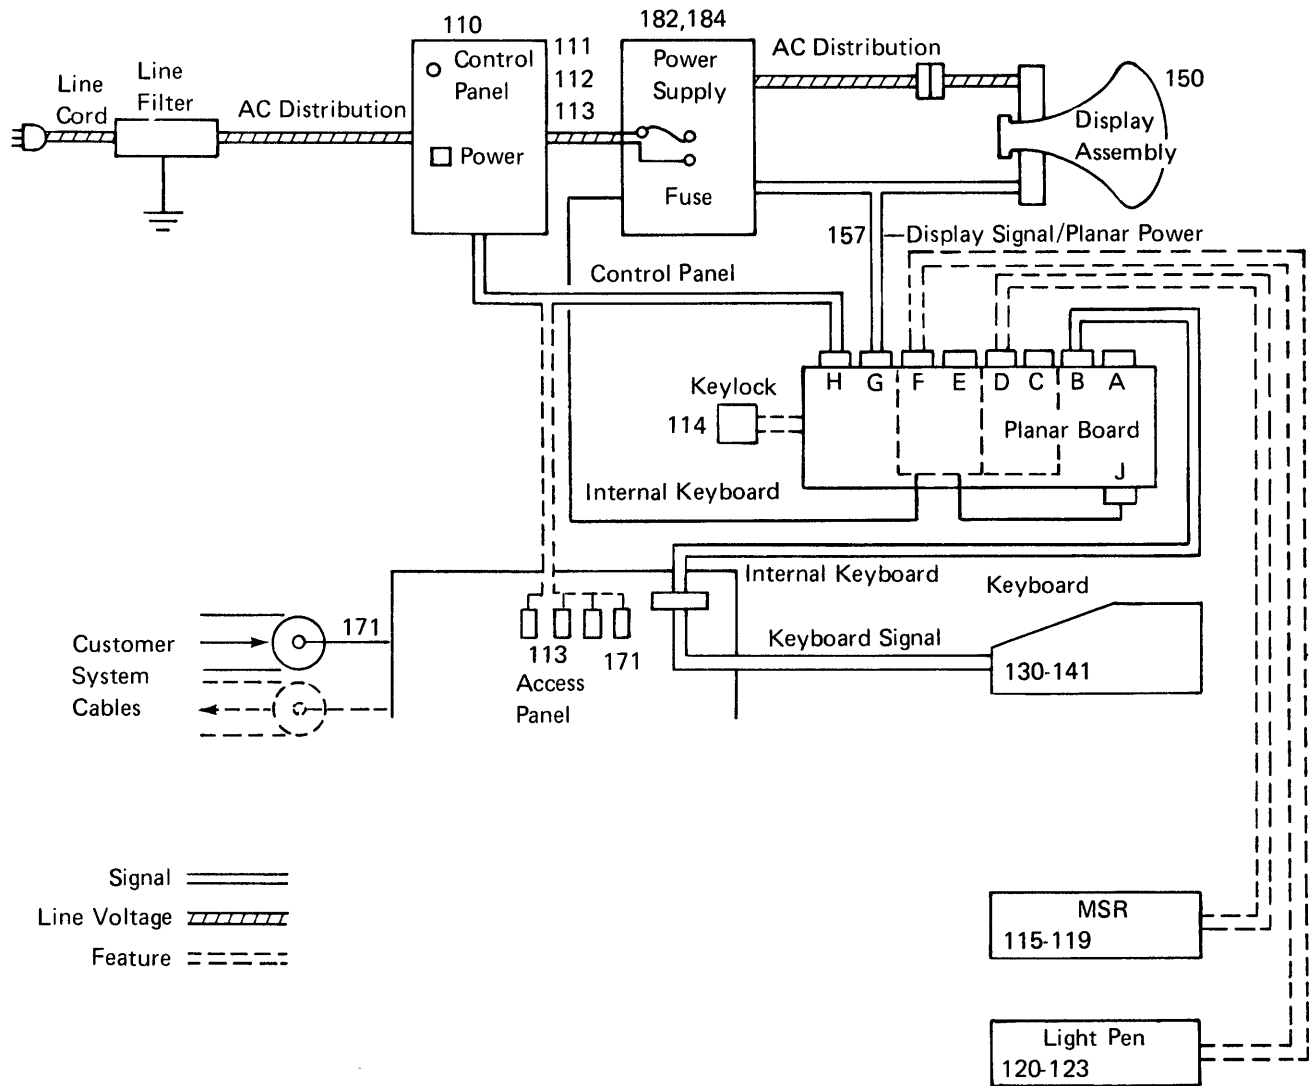 110
182,184
Control
Panel
Power
111
112
113
Power
Supply
Fuse
AC Distribution
150
Display
Assembly
Line
Cord
Line
Filter
AC Distribution
157
Display Signal/Planar Power
Control Panel
H G F E D C B A
Keylock
114
Planar Board
J
Internal Keyboard
Internal Keyboard
Keyboard
Keyboard Signal
130-141
Customer
System
Cables
171
113
171
Access
Panel
Signal
Line Voltage
Feature
MSR
115-119
Light Pen
120-123